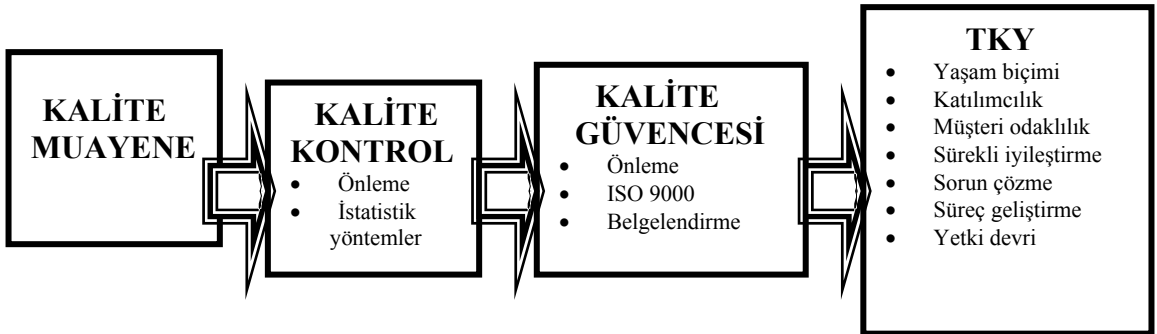 KALİTE
MUAYENE
KALİTE
KONTROL
• Önleme
• İstatistik
yöntemler
KALİTE
GÜVENCESİ
• Önleme
• ISO 9000
• Belgelendirme
TKY
• Yaşam biçimi
• Katılımcılık
• Müşteri odaklılık
• Sürekli iyileştirme
• Sorun çözme
• Süreç geliştirme
• Yetki devri